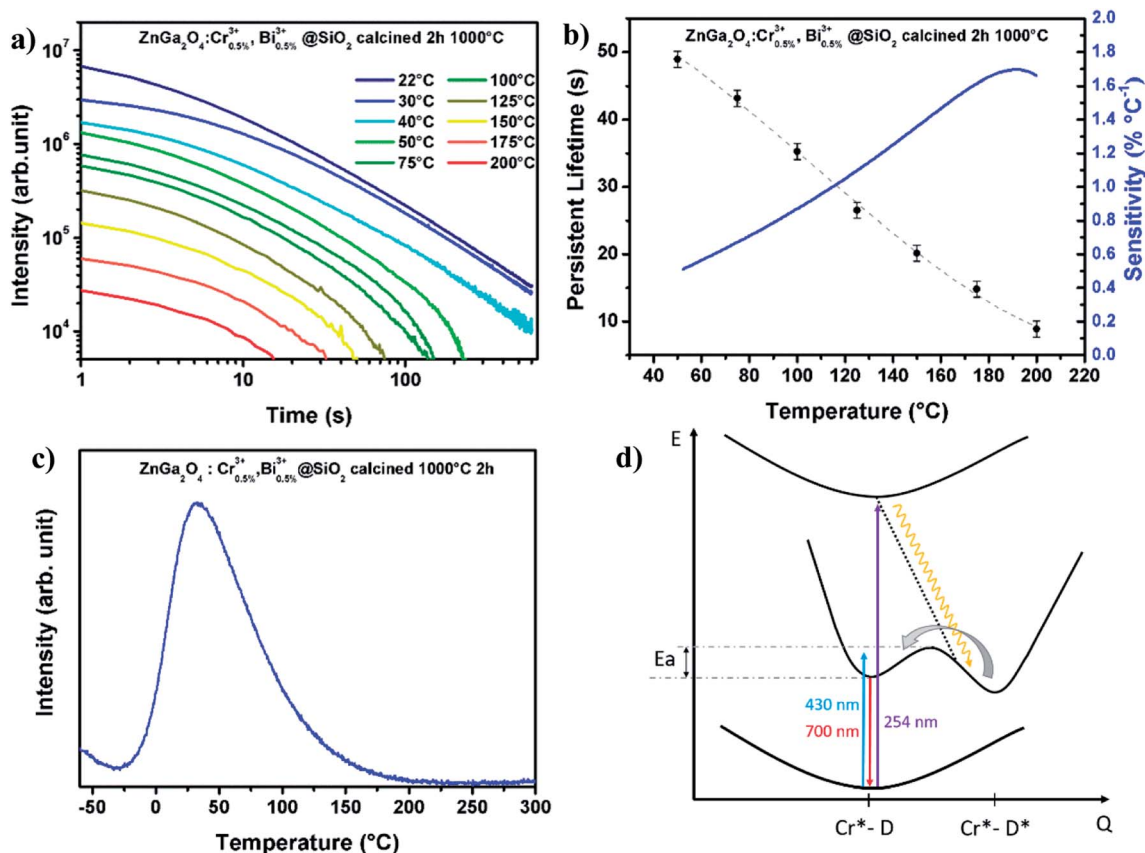 a)
ZnGa2O4:Cr3+0.5%, Bi3+0.5% @SiO2 calcined 2h 1000°C
10^7
10^6
10^5
10^4
Intensity (arb.unit)
22°C 100°C
30°C 125°C
40°C 150°C
50°C 175°C
75°C 200°C
1 10 100
Time (s)
b)
ZnGa2O4:Cr3+0.5%, Bi3+0.5% @SiO2 calcined 2h 1000°C
Persistent Lifetime (s)
50
40
30
20
10
2.0
1.8
1.6
1.4
1.2
1.0
0.8
0.6
0.4
0.2
0.0
Sensitivity (% °C-1)
40 60 80 100 120 140 160 180 200 220
Temperature (°C)
c)
ZnGa2O4 : Cr3+0.5%,Bi3+0.5%@SiO2 calcined 1000°C 2h
Intensity (arb. unit)
-50 0 50 100 150 200 250 300
Temperature (°C)
d)
E
Ea
430 nm
700 nm
254 nm
Cr*- D Cr*- D* Q